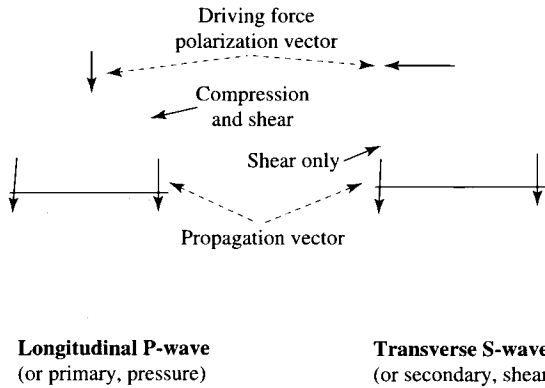 Driving force
polarization vector
Compression
and shear
Shear only
Propagation vector
Longitudinal P-wave
(or primary, pressure)
Transverse S-wave
(or secondary, shear